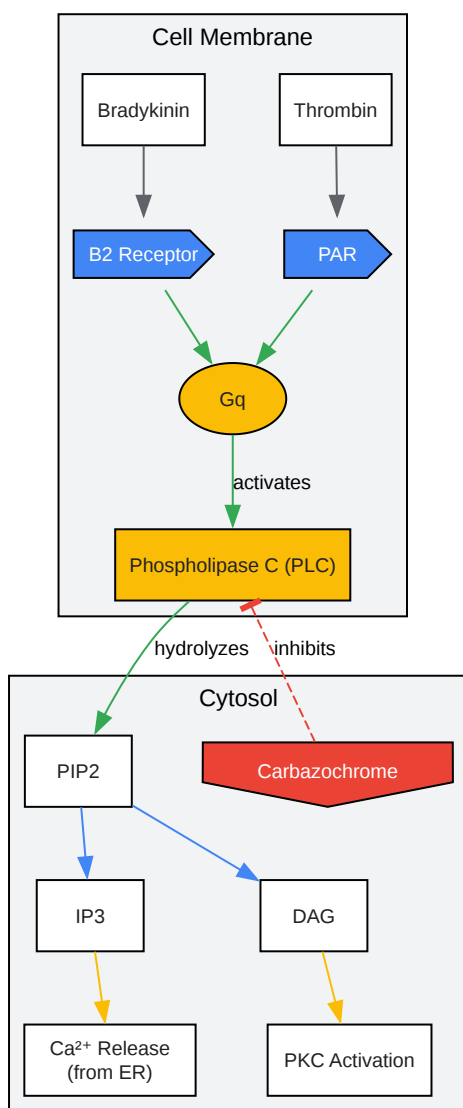 Cell Membrane
Bradykinin
Thrombin
B2 Receptor
PAR
Gq
activates
Phospholipase C (PLC)
hydrolyzes
inhibits
Cytosol
PIP2
Carbazochrome
IP3
DAG
Ca²⁺ Release
(from ER)
PKC Activation